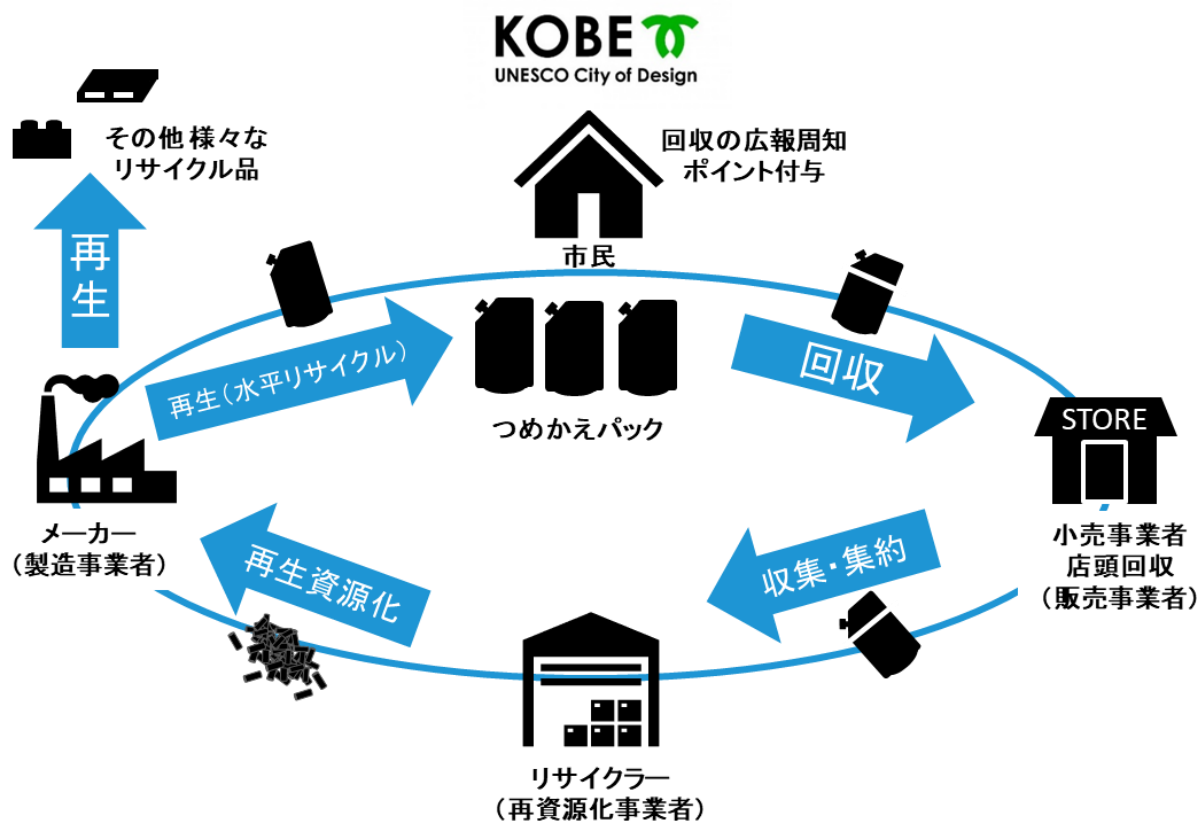 KOBE
UNESCO City of Design
その他様々な
リサイクル品
回収の広報周知
ポイント付与
再生
市民
再生(水平リサイクル)
回収
つめかえパック
STORE
メーカー
(製造事業者)
小売事業者
店頭回収
(販売事業者)
再生資源化
収集・集約
リサイクラー
(再資源化事業者)